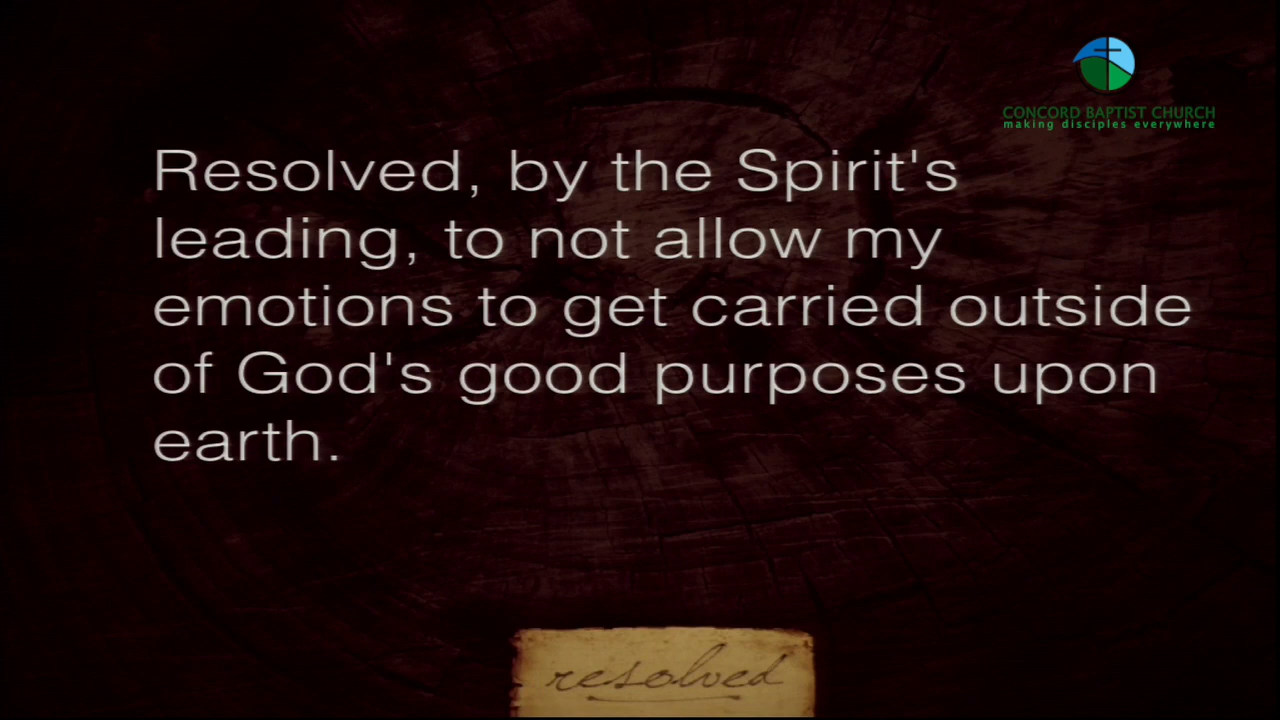 CONCORD BAPTIST CHURCH
making disciples everywhere
Resolved, by the Spirit's
leading, to not allow my
emotions to get carried outside
of God's good purposes upon
earth.
resolved